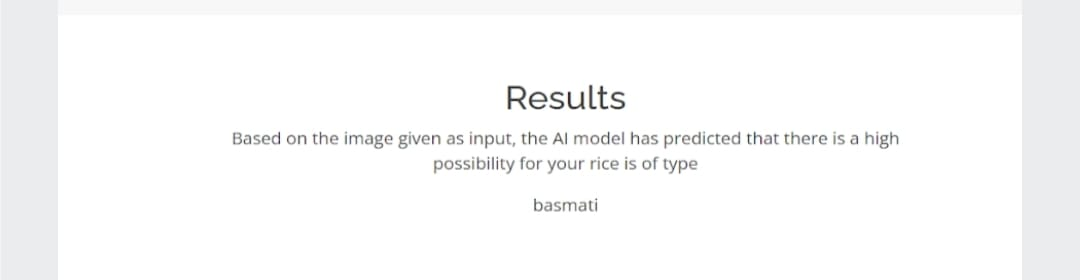 Results
Based on the image given as input, the AI model has predicted that there is a high
possibility for your rice is of type
basmati